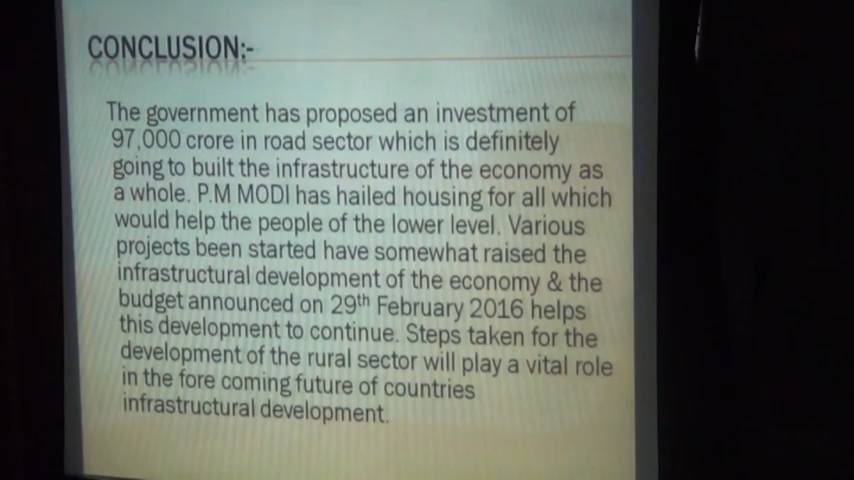 CONCLUSION:-
The government has proposed an investment of
97,000 crore in road sector which is definitely
going to built the infrastructure of the economy as
a whole. P.M MODI has hailed housing for all which
would help the people of the lower level. Various
projects been started have somewhat raised the
infrastructural development of the economy & the
budget announced on 29th February 2016 helps
this development to continue. Steps taken for the
development of the rural sector will play a vital role
in the fore coming future of countries
infrastructural development.